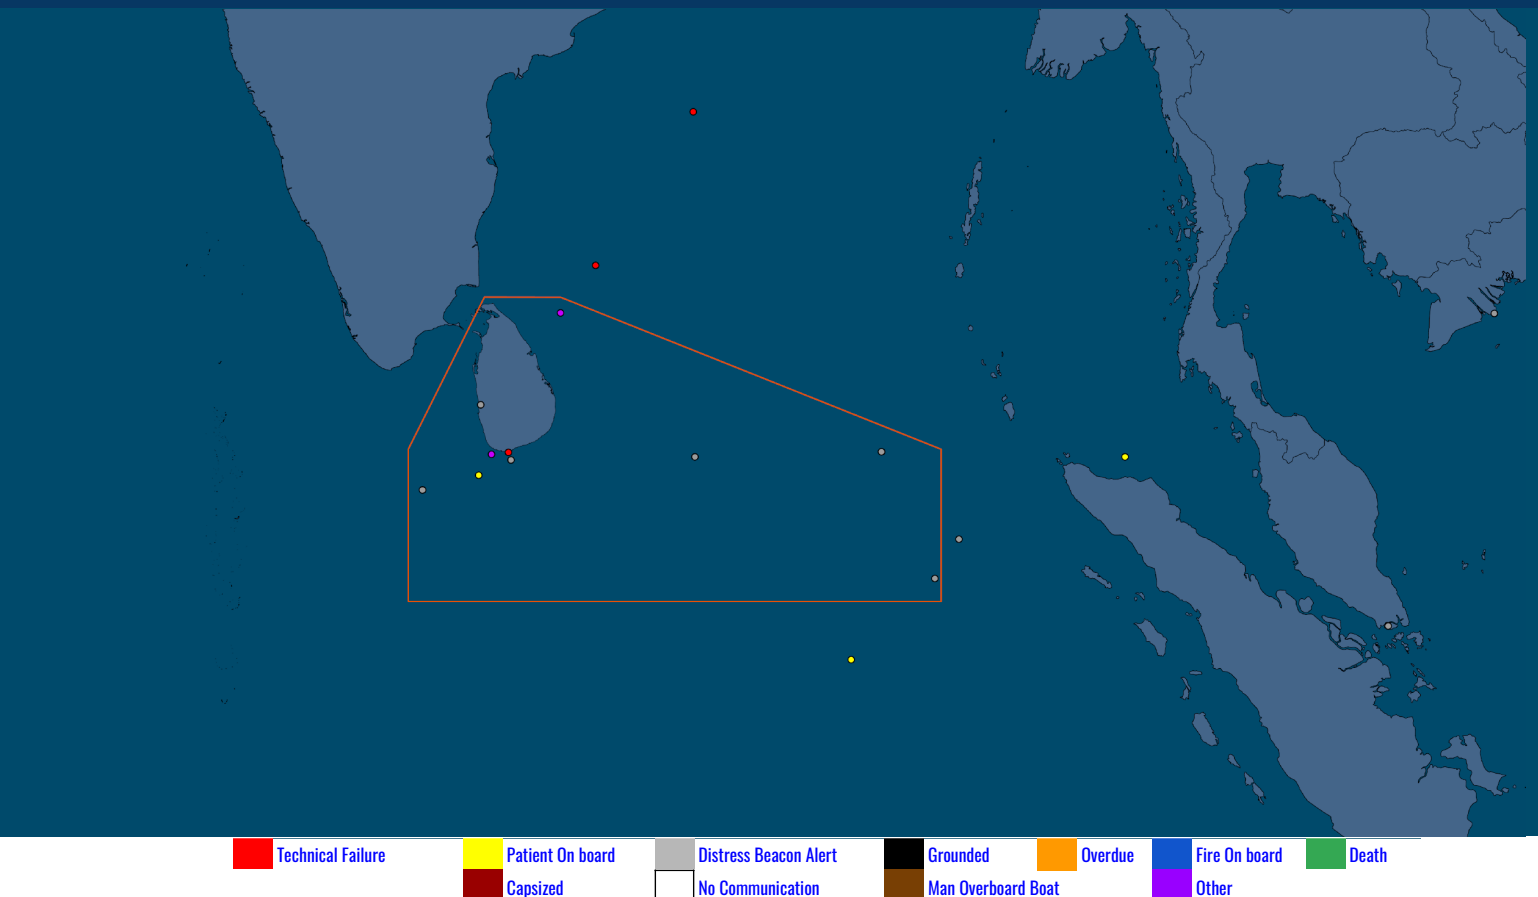 Technical Failure
Patient On board
Distress Beacon Alert
Grounded
Overdue
Fire On board
Death
Capsized
No Communication
Man Overboard Boat
Other